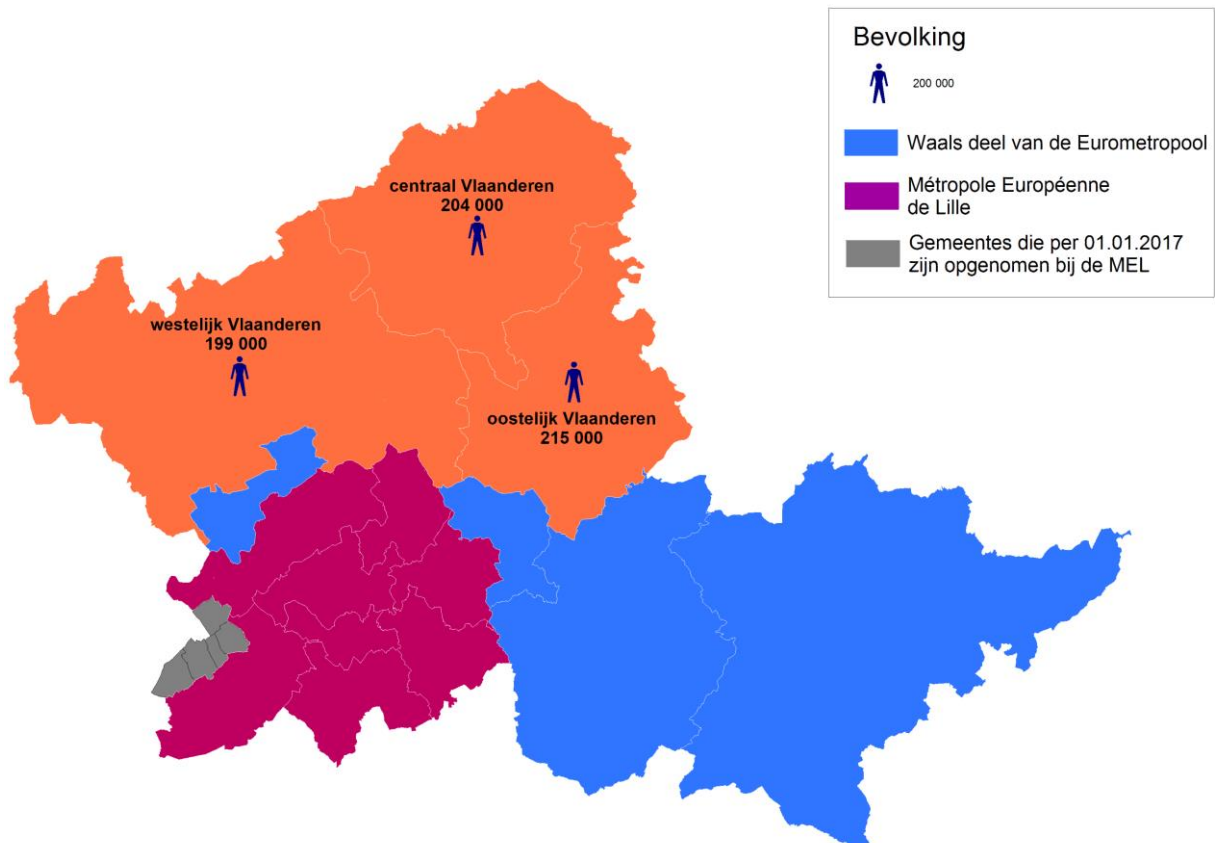 Bevolking
200 000
Waals deel van de Eurometropool
Métropole Européenne
de Lille
Gemeentes die per 01.01.2017
zijn opgenomen bij de MEL
centraal Vlaanderen
204 000
westelijk Vlaanderen
199 000
oostelijk Vlaanderen
215 000